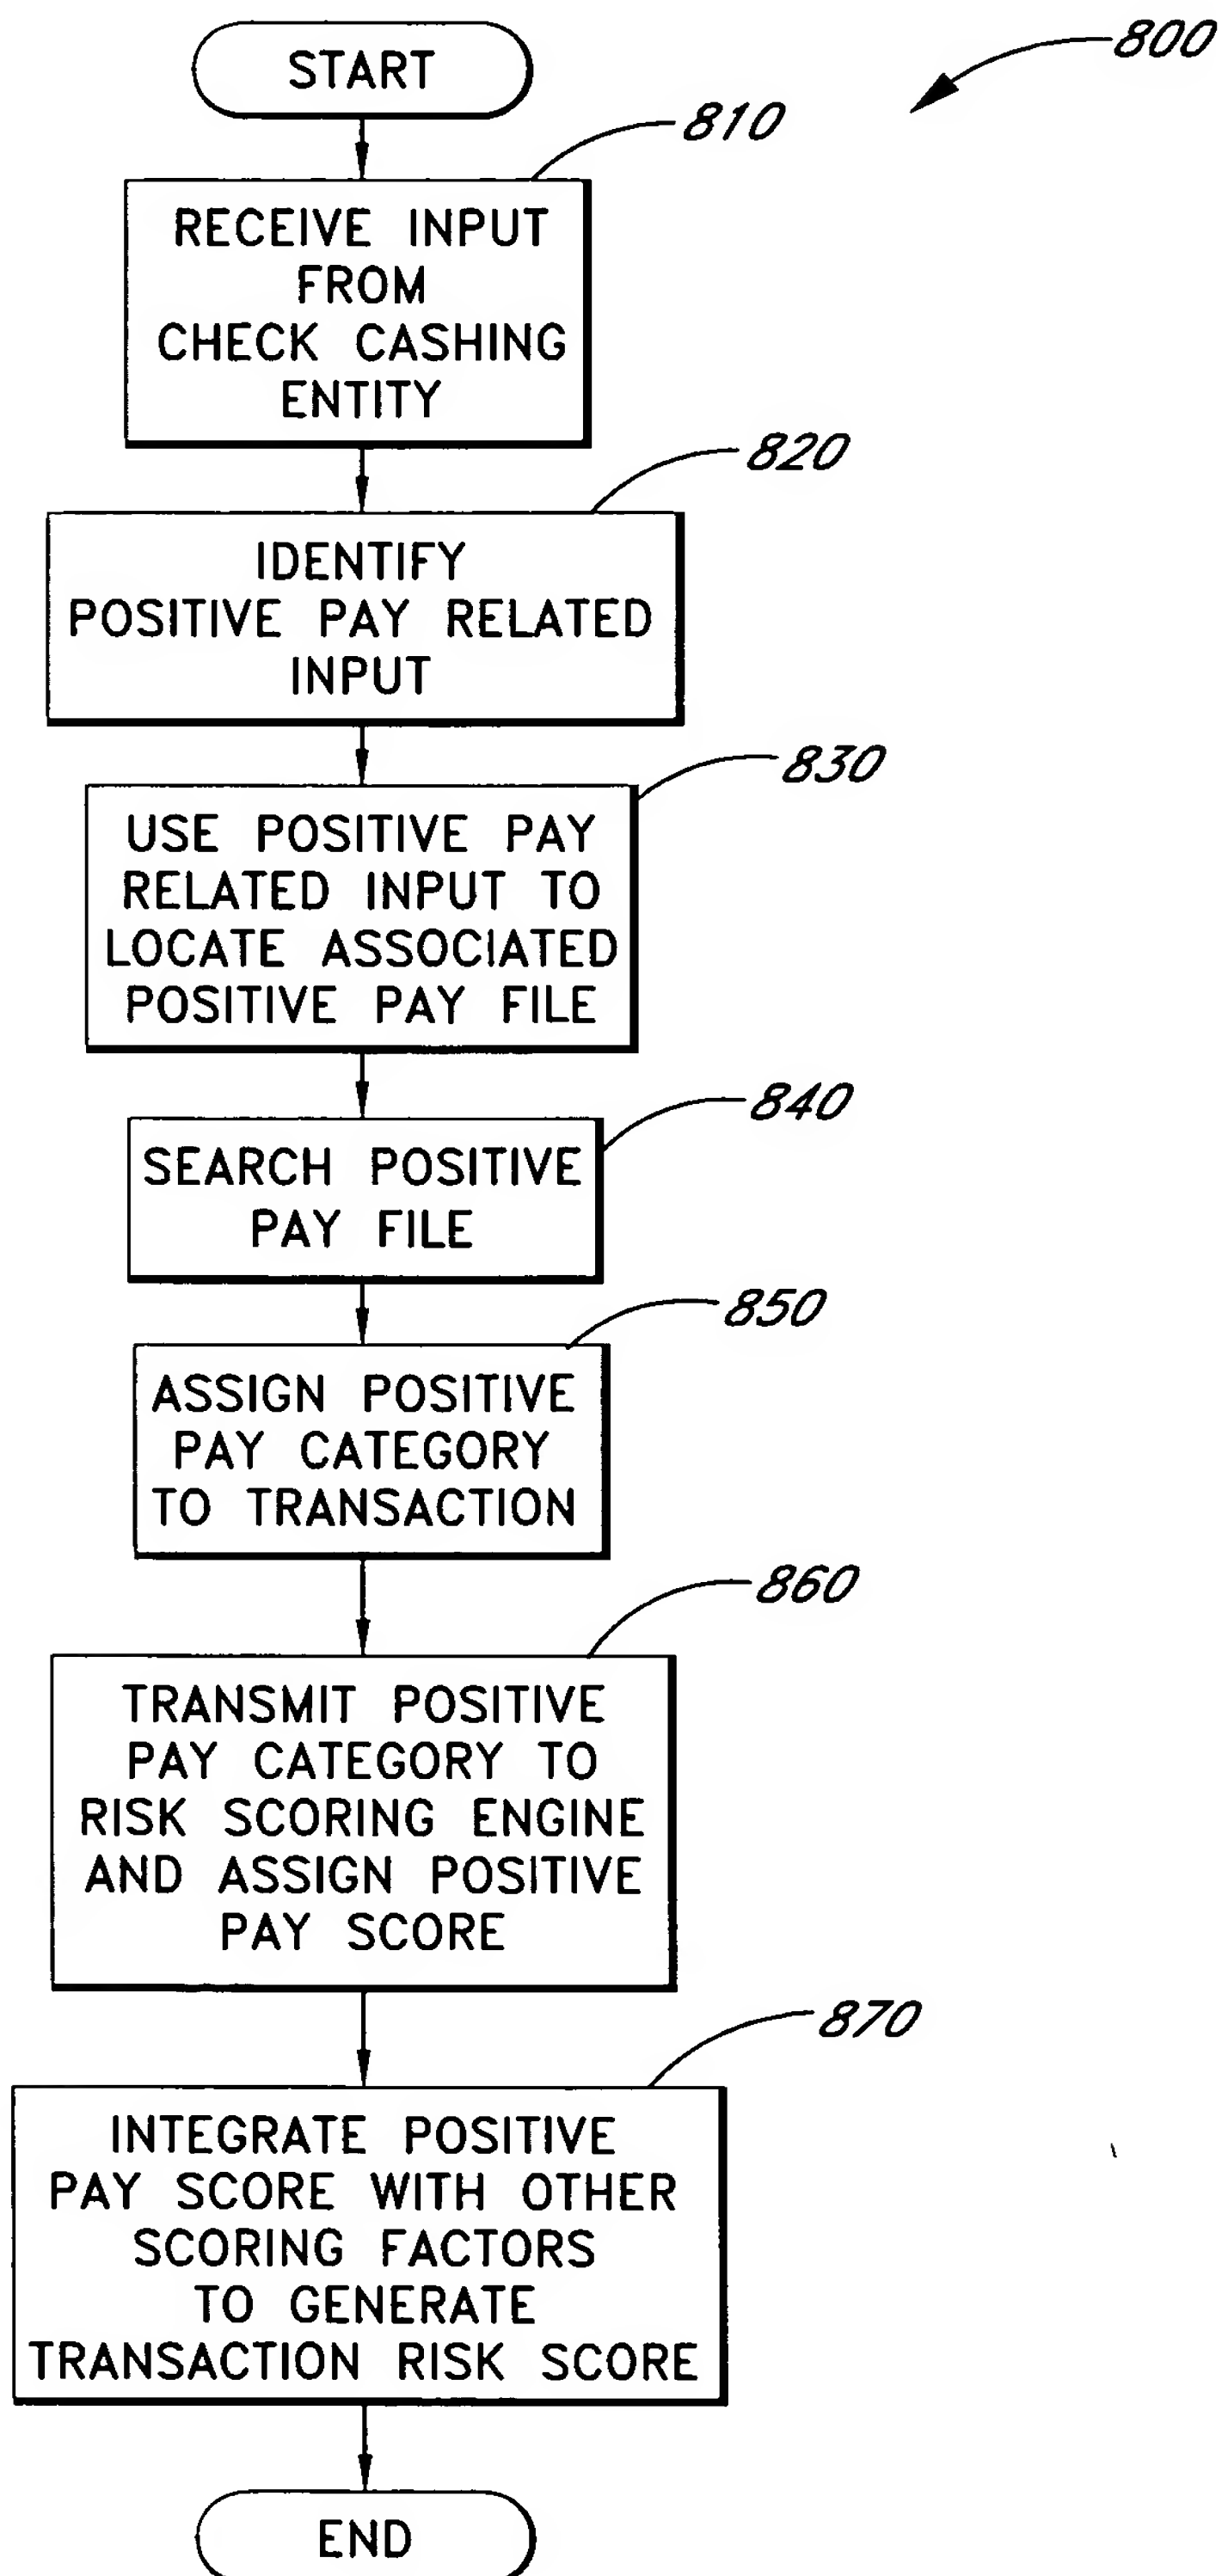 START
800
810
RECEIVE INPUT
FROM
CHECK CASHING
ENTITY
820
IDENTIFY
POSITIVE PAY RELATED
INPUT
830
USE POSITIVE PAY
RELATED INPUT TO
LOCATE ASSOCIATED
POSITIVE PAY FILE
840
SEARCH POSITIVE
PAY FILE
850
ASSIGN POSITIVE
PAY CATEGORY
TO TRANSACTION
860
TRANSMIT POSITIVE
PAY CATEGORY TO
RISK SCORING ENGINE
AND ASSIGN POSITIVE
PAY SCORE
870
INTEGRATE POSITIVE
PAY SCORE WITH OTHER
SCORING FACTORS
TO GENERATE
TRANSACTION RISK SCORE
END